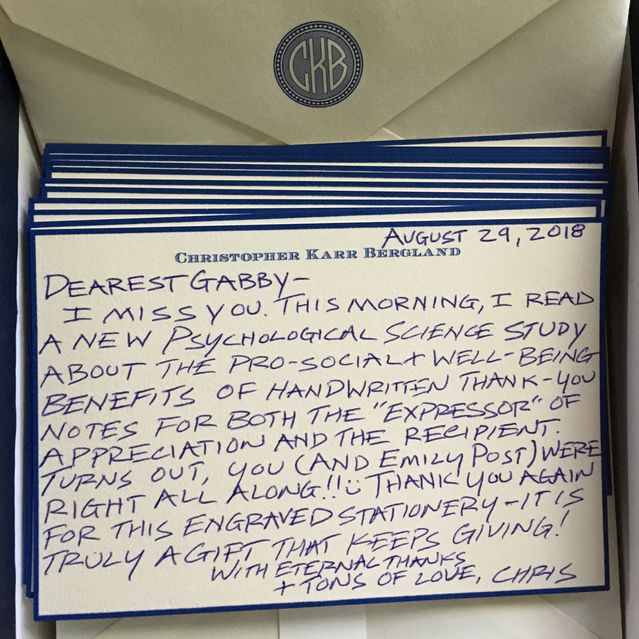 CKB
AUGUST 29, 2018
CHRISTOPHER KARR BERGLAND
DEAREST GABBY—
I MISS YOU. THIS MORNING, I READ
A NEW PSYCHOLOGICAL SCIENCE STUDY
ABOUT THE PRO-SOCIAL + WELL-BEING
BENEFITS OF HANDWRITTEN THANK-YOU
NOTES FOR BOTH THE "EXPRESSOR" OF
APPRECIATION AND THE RECIPIENT.
TURNS OUT, YOU (AND EMILY POST) WERE
RIGHT ALL ALONG!! :) THANK YOU AGAIN
FOR THIS ENGRAVED STATIONERY—IT IS
TRULY A GIFT THAT KEEPS GIVING!
WITH ETERNAL THANKS
+ TONS OF LOVE, CHRIS